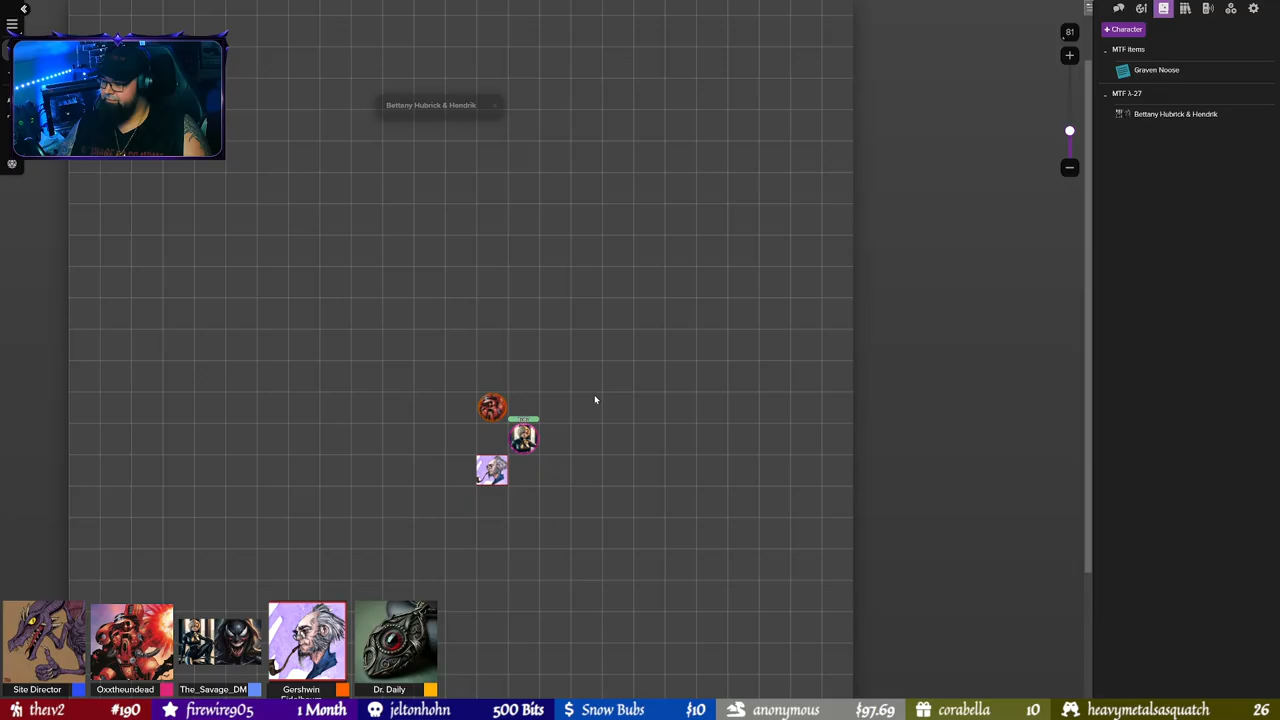 81
+ Character
MTF Items
Graven Noose
MTF λ-27
Bettany Hubrick & Hendrik
Bettany Hubrick & Hendrik
Site Director
Oxxtheundead
The_Savage_DM
Gershwin
Dr. Daily
theiv2 #190
firewire905 1 Month
jeltonhohn 500 Bits
Snow Bubs $10
anonymous $97.69
corabella 10
heavymetalsasquatch 26